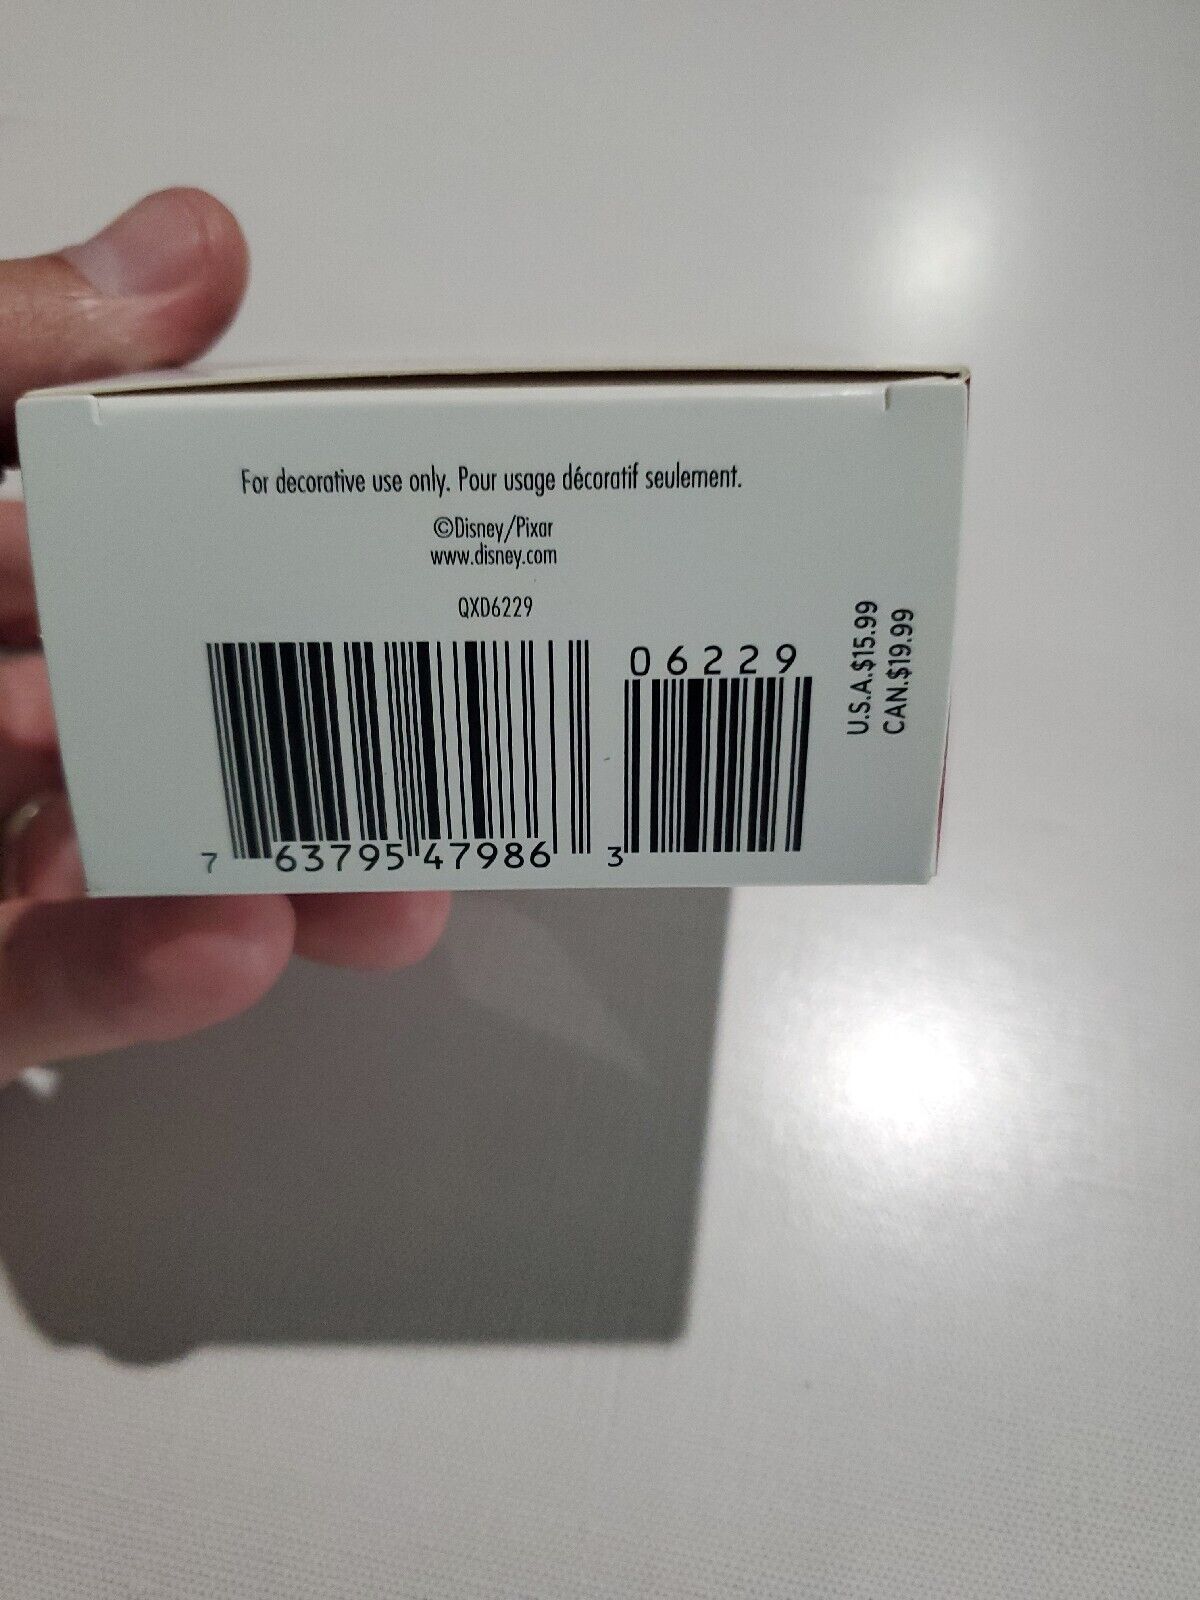 For decorative use only. Pour usage décoratif seulement.
©Disney/Pixar
www.disney.com
QXD6229
06229
7 63795 47986 3
U.S.A.$15.99
CAN.$19.99